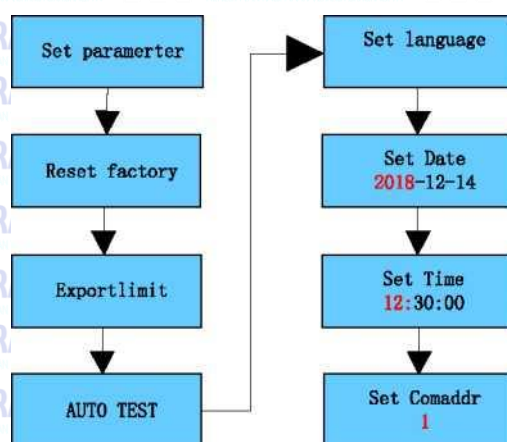 Set paramerter
Reset factory
Exportlimit
AUTO TEST
Set language
Set Date
2018-12-14
Set Time
12:30:00
Set Comaddr
1